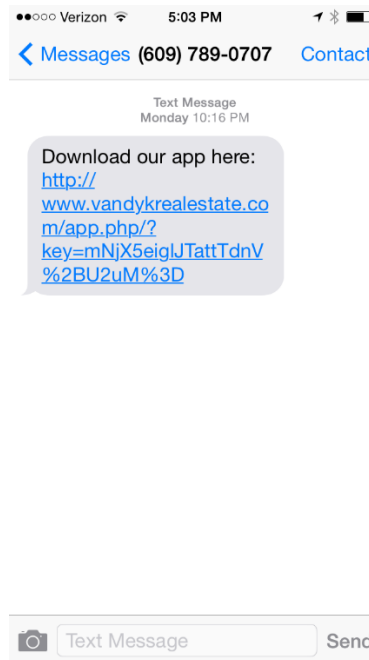 Verizon 5:03 PM
Messages (609) 789-0707 Contact
Text Message
Monday 10:16 PM
Download our app here:
http://
www.vandykrealestate.co
m/app.php/?
key=mNjX5eiglJTattTdnV
%2BU2uM%3D
Text Message Send